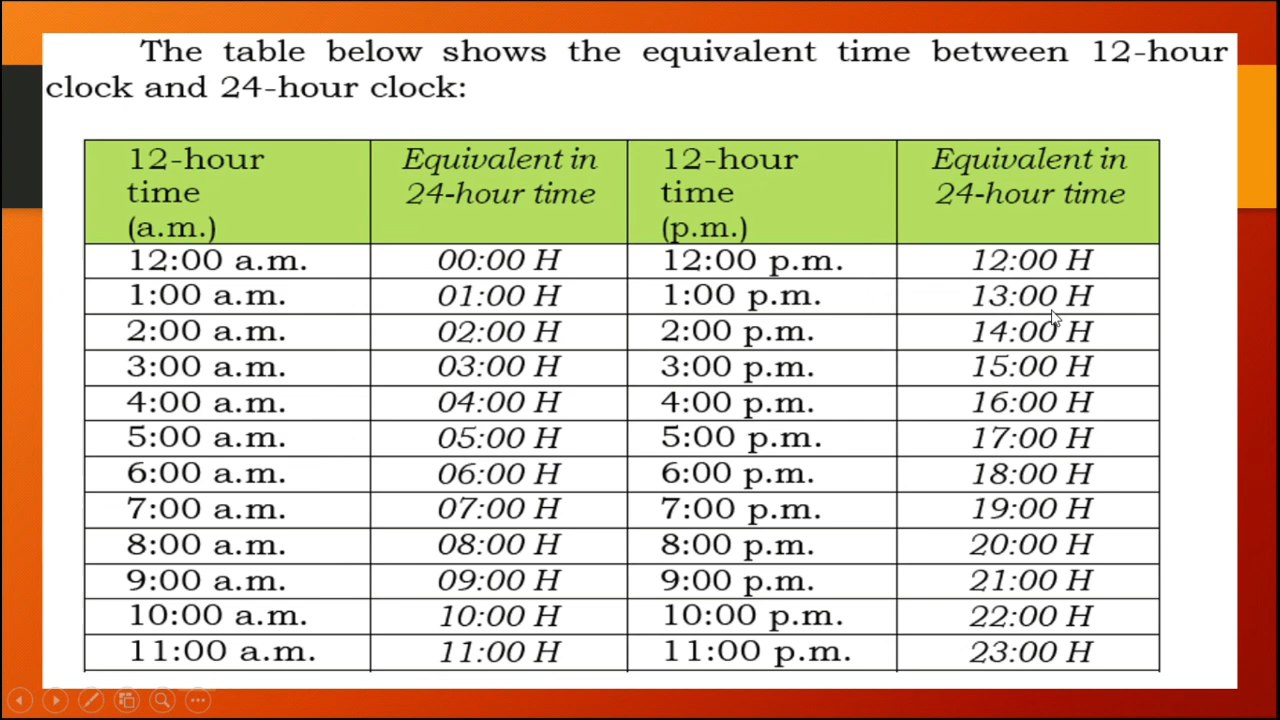 The table below shows the equivalent time between 12-hour
clock and 24-hour clock:
12-hour time (a.m.) Equivalent in 24-hour time 12-hour time (p.m.) Equivalent in 24-hour time
12:00 a.m. 00:00 H 12:00 p.m. 12:00 H
1:00 a.m. 01:00 H 1:00 p.m. 13:00 H
2:00 a.m. 02:00 H 2:00 p.m. 14:00 H
3:00 a.m. 03:00 H 3:00 p.m. 15:00 H
4:00 a.m. 04:00 H 4:00 p.m. 16:00 H
5:00 a.m. 05:00 H 5:00 p.m. 17:00 H
6:00 a.m. 06:00 H 6:00 p.m. 18:00 H
7:00 a.m. 07:00 H 7:00 p.m. 19:00 H
8:00 a.m. 08:00 H 8:00 p.m. 20:00 H
9:00 a.m. 09:00 H 9:00 p.m. 21:00 H
10:00 a.m. 10:00 H 10:00 p.m. 22:00 H
11:00 a.m. 11:00 H 11:00 p.m. 23:00 H